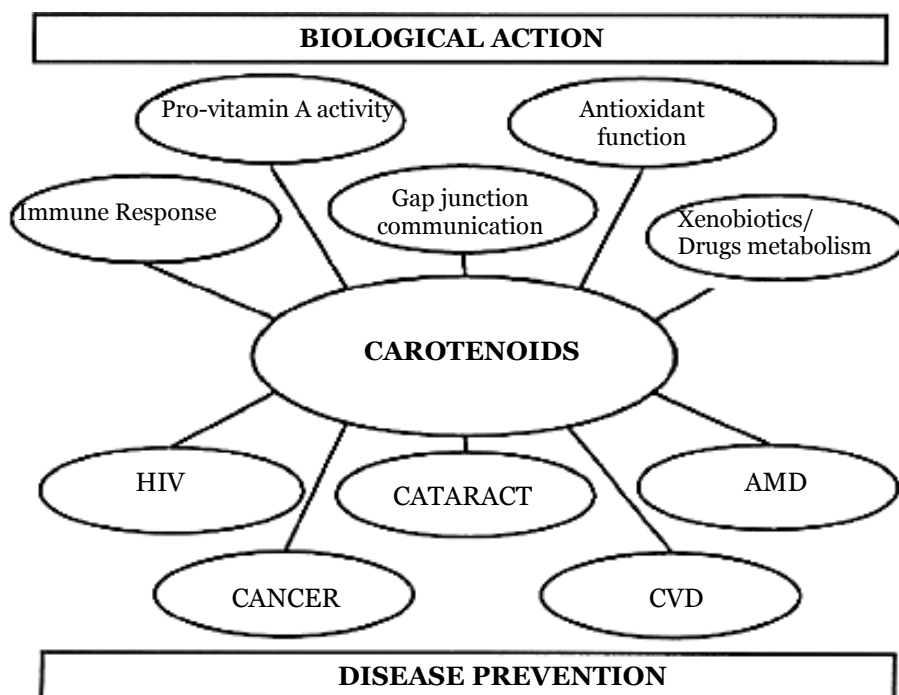 BIOLOGICAL ACTION
Pro-vitamin A activity
Antioxidant
function
Immune Response
Gap junction
communication
Xenobiotics/
Drugs metabolism
CAROTENOIDS
HIV
CATARACT
AMD
CANCER
CVD
DISEASE PREVENTION